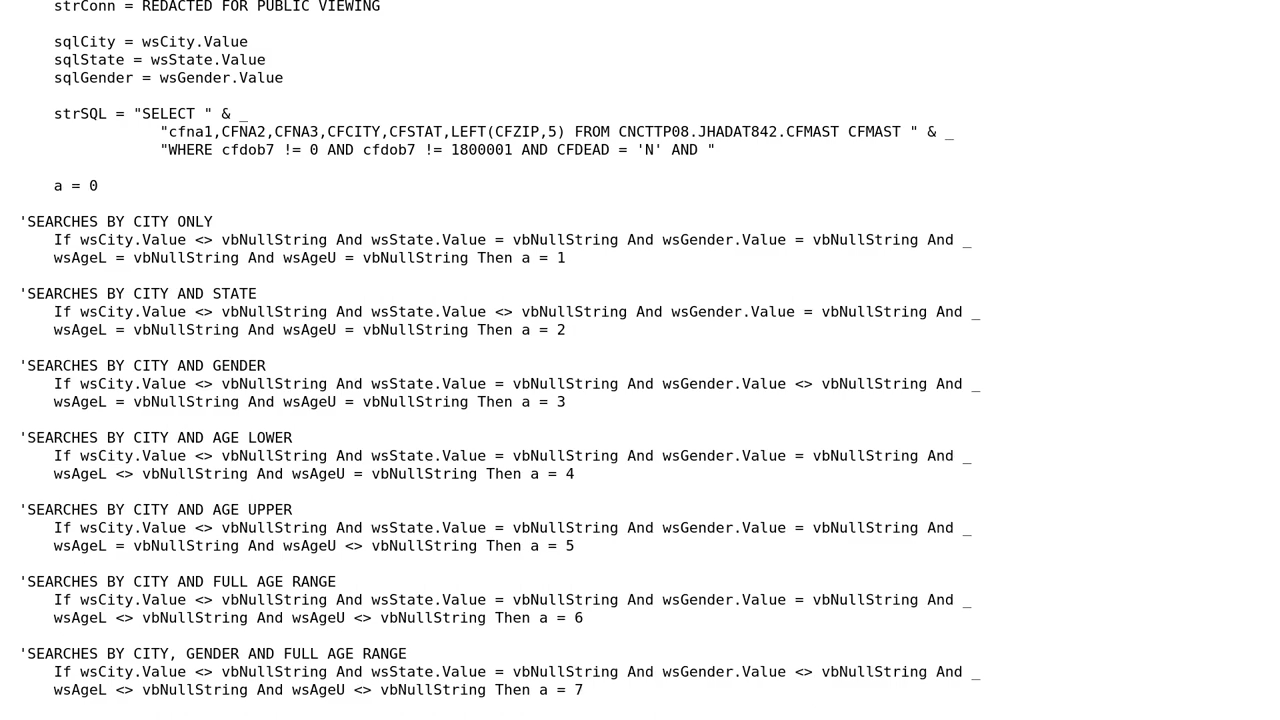 strConn = REDACTED FOR PUBLIC VIEWING
sqlCity = wsCity.Value
sqlState = wsState.Value
sqlGender = wsGender.Value
strSQL = "SELECT " & _
"cfna1,CFNA2,CFNA3,CFCITY,CFSTAT,LEFT(CFZIP,5) FROM CNCTTP08.JHADAT842.CFMAST CFMAST " & _
"WHERE cfdob7 != 0 AND cfdob7 != 1800001 AND CFDEAD = 'N' AND "
a = 0
'SEARCHES BY CITY ONLY
If wsCity.Value <> vbNullString And wsState.Value = vbNullString And wsGender.Value = vbNullString And _
wsAgeL = vbNullString And wsAgeU = vbNullString Then a = 1
'SEARCHES BY CITY AND STATE
If wsCity.Value <> vbNullString And wsState.Value <> vbNullString And wsGender.Value = vbNullString And _
wsAgeL = vbNullString And wsAgeU = vbNullString Then a = 2
'SEARCHES BY CITY AND GENDER
If wsCity.Value <> vbNullString And wsState.Value = vbNullString And wsGender.Value <> vbNullString And _
wsAgeL = vbNullString And wsAgeU = vbNullString Then a = 3
'SEARCHES BY CITY AND AGE LOWER
If wsCity.Value <> vbNullString And wsState.Value = vbNullString And wsGender.Value = vbNullString And _
wsAgeL <> vbNullString And wsAgeU = vbNullString Then a = 4
'SEARCHES BY CITY AND AGE UPPER
If wsCity.Value <> vbNullString And wsState.Value = vbNullString And wsGender.Value = vbNullString And _
wsAgeL = vbNullString And wsAgeU <> vbNullString Then a = 5
'SEARCHES BY CITY AND FULL AGE RANGE
If wsCity.Value <> vbNullString And wsState.Value = vbNullString And wsGender.Value = vbNullString And _
wsAgeL <> vbNullString And wsAgeU <> vbNullString Then a = 6
'SEARCHES BY CITY, GENDER AND FULL AGE RANGE
If wsCity.Value <> vbNullString And wsState.Value = vbNullString And wsGender.Value <> vbNullString And _
wsAgeL <> vbNullString And wsAgeU <> vbNullString Then a = 7